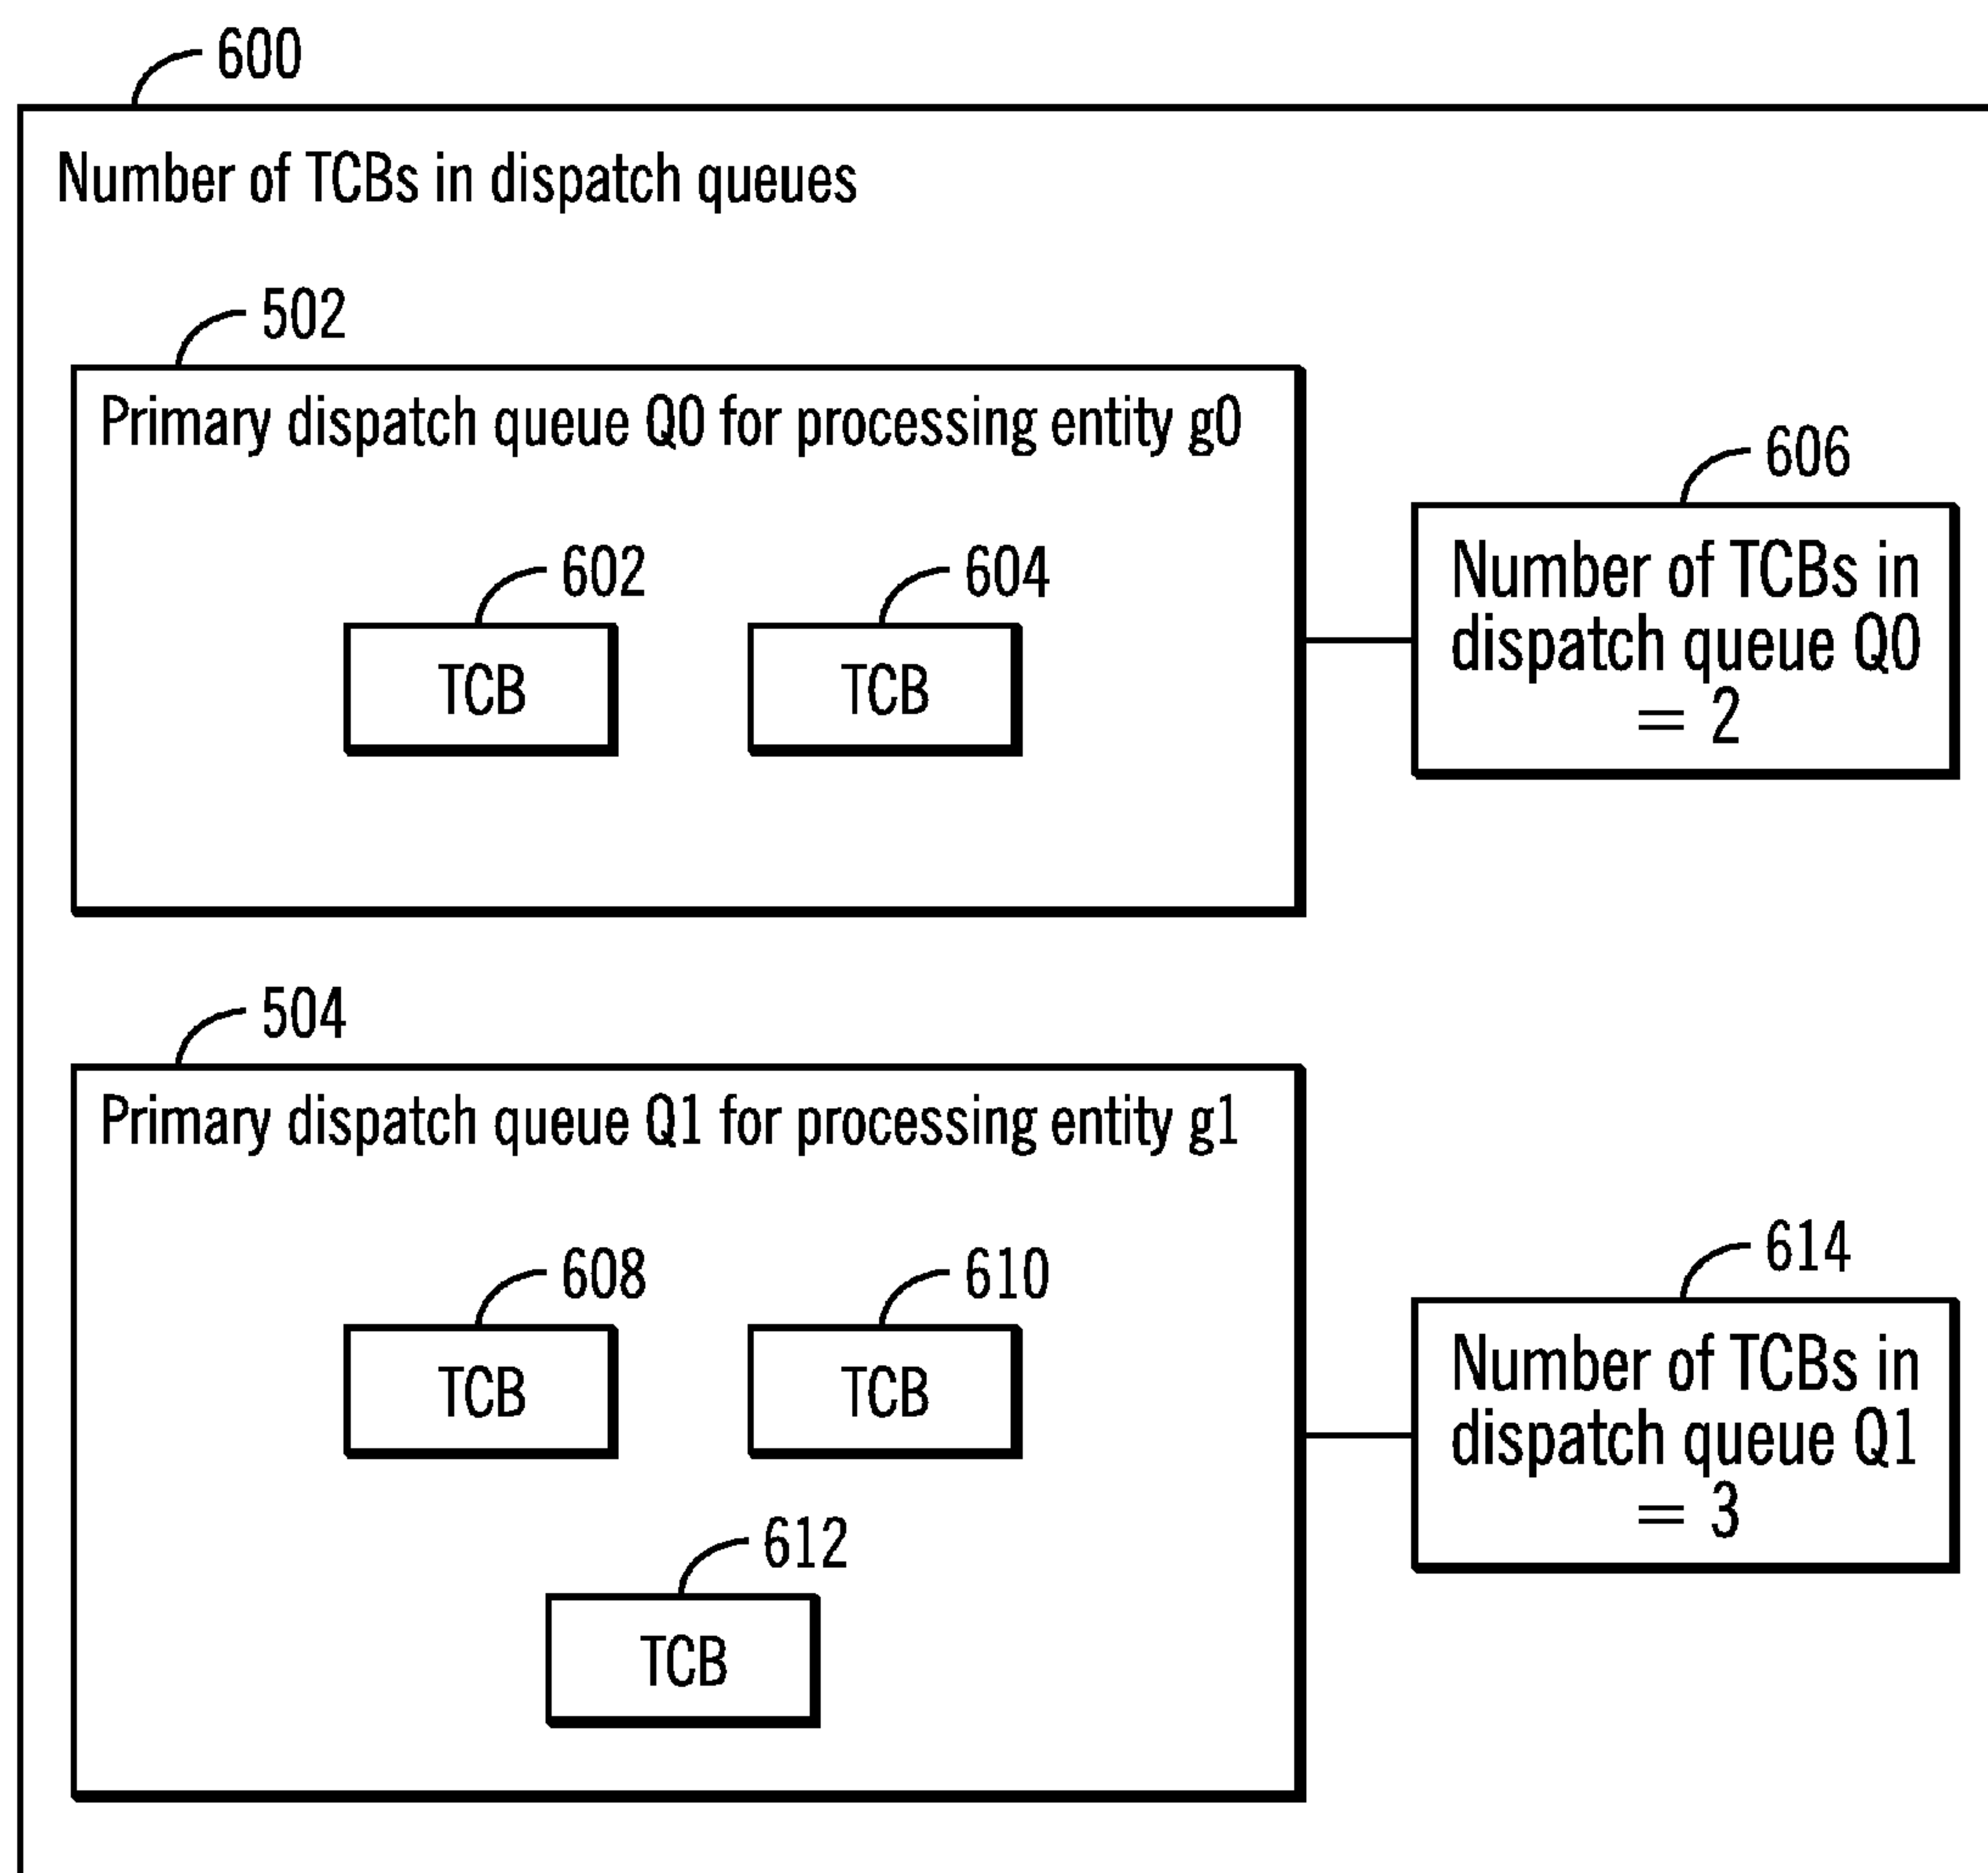 600
Number of TCBs in dispatch queues
502
Primary dispatch queue Q0 for processing entity g0
602
TCB
604
TCB
606
Number of TCBs in
dispatch queue Q0
= 2
504
Primary dispatch queue Q1 for processing entity g1
608
TCB
610
TCB
612
TCB
614
Number of TCBs in
dispatch queue Q1
= 3